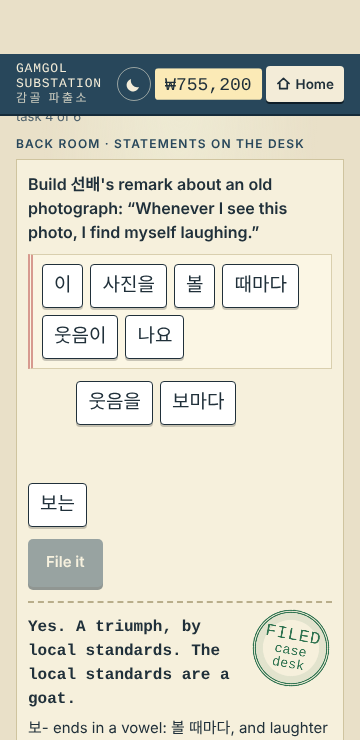 GAMGOL
SUBSTATION
감골 파출소
₩755,200
Home
task 4 of 6
BACK ROOM · STATEMENTS ON THE DESK
Build 선배's remark about an old
photograph: “Whenever I see this
photo, I find myself laughing.”
이 사진을 볼 때마다
웃음이 나요
웃음을 보마다
보는
File it
Yes. A triumph, by
local standards. The
local standards are a
goat.
FILED
case
desk
보- ends in a vowel: 볼 때마다, and laughter